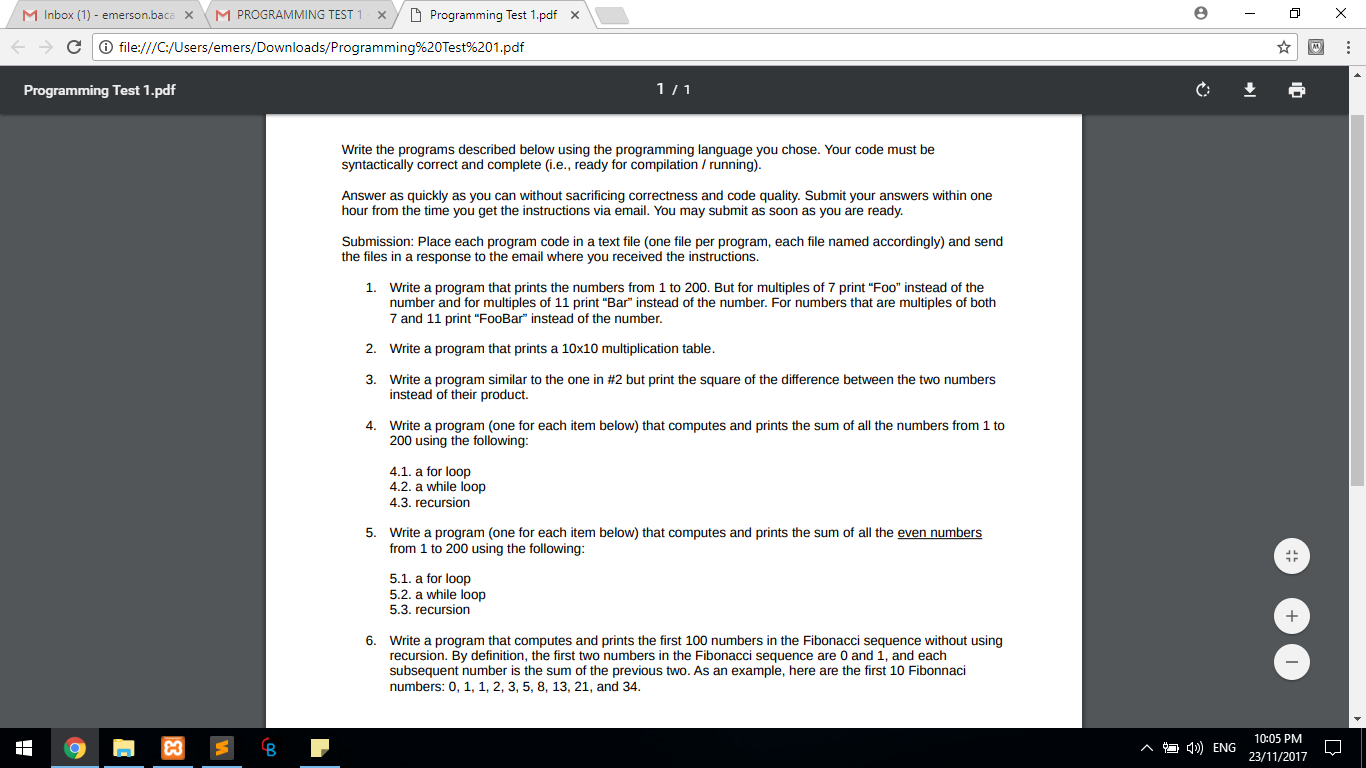 Inbox (1) - emerson.baca
PROGRAMMING TEST 1
Programming Test 1.pdf
file:///C:/Users/emers/Downloads/Programming%20Test%201.pdf
Programming Test 1.pdf
1 / 1
Write the programs described below using the programming language you chose. Your code must be
syntactically correct and complete (i.e., ready for compilation / running).
Answer as quickly as you can without sacrificing correctness and code quality. Submit your answers within one
hour from the time you get the instructions via email. You may submit as soon as you are ready.
Submission: Place each program code in a text file (one file per program, each file named accordingly) and send
the files in a response to the email where you received the instructions.
1. Write a program that prints the numbers from 1 to 200. But for multiples of 7 print “Foo” instead of the
number and for multiples of 11 print “Bar” instead of the number. For numbers that are multiples of both
7 and 11 print “FooBar” instead of the number.
2. Write a program that prints a 10x10 multiplication table.
3. Write a program similar to the one in #2 but print the square of the difference between the two numbers
instead of their product.
4. Write a program (one for each item below) that computes and prints the sum of all the numbers from 1 to
200 using the following:
4.1. a for loop
4.2. a while loop
4.3. recursion
5. Write a program (one for each item below) that computes and prints the sum of all the even numbers
from 1 to 200 using the following:
5.1. a for loop
5.2. a while loop
5.3. recursion
6. Write a program that computes and prints the first 100 numbers in the Fibonacci sequence without using
recursion. By definition, the first two numbers in the Fibonacci sequence are 0 and 1, and each
subsequent number is the sum of the previous two. As an example, here are the first 10 Fibonnaci
numbers: 0, 1, 1, 2, 3, 5, 8, 13, 21, and 34.
ENG
10:05 PM
23/11/2017